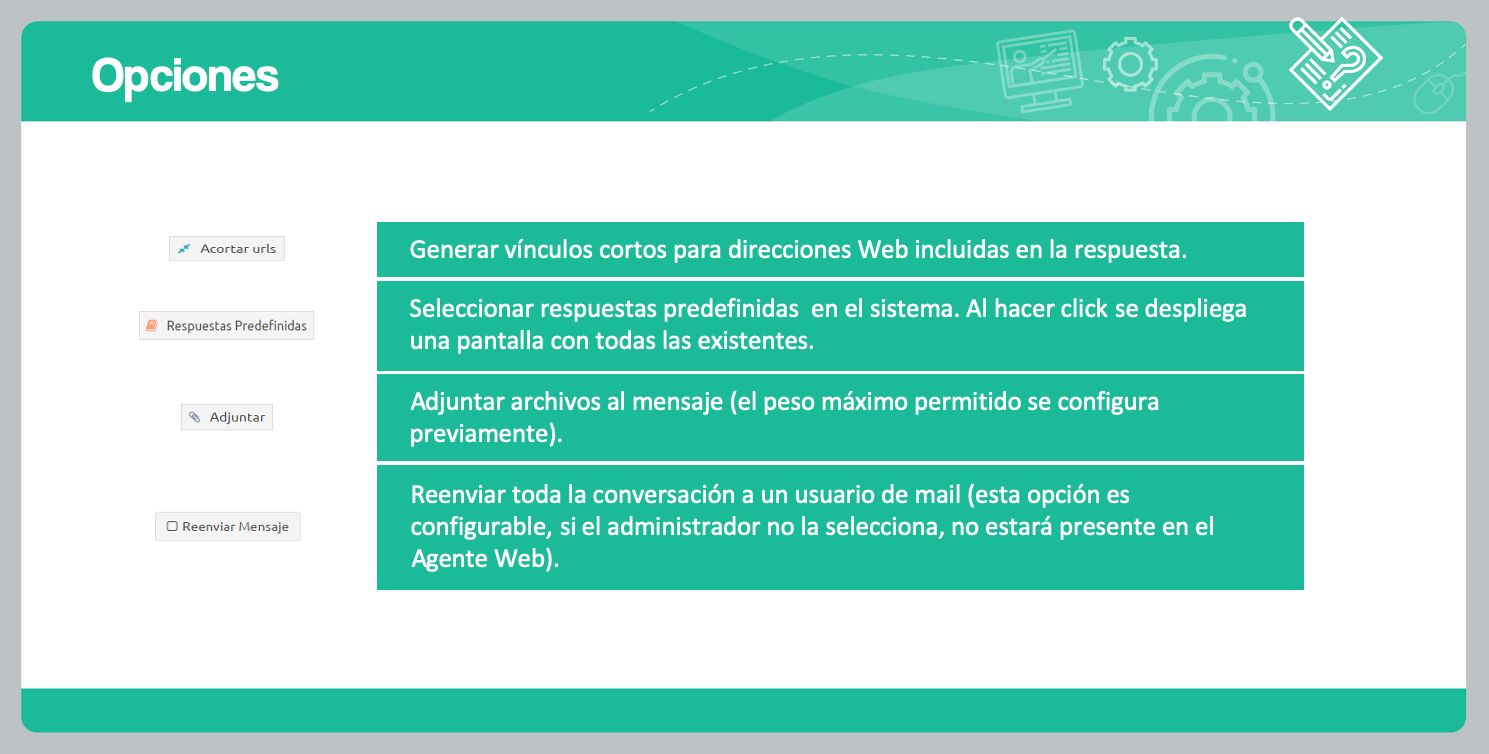 Opciones
Acortar urls
Generar vínculos cortos para direcciones Web incluidas en la respuesta.
Respuestas Predefinidas
Seleccionar respuestas predefinidas  en el sistema. Al hacer click se despliega
una pantalla con todas las existentes.
Adjuntar
Adjuntar archivos al mensaje (el peso máximo permitido se configura
previamente).
Reenviar Mensaje
Reenviar toda la conversación a un usuario de mail (esta opción es
configurable, si el administrador no la selecciona, no estará presente en el
Agente Web).